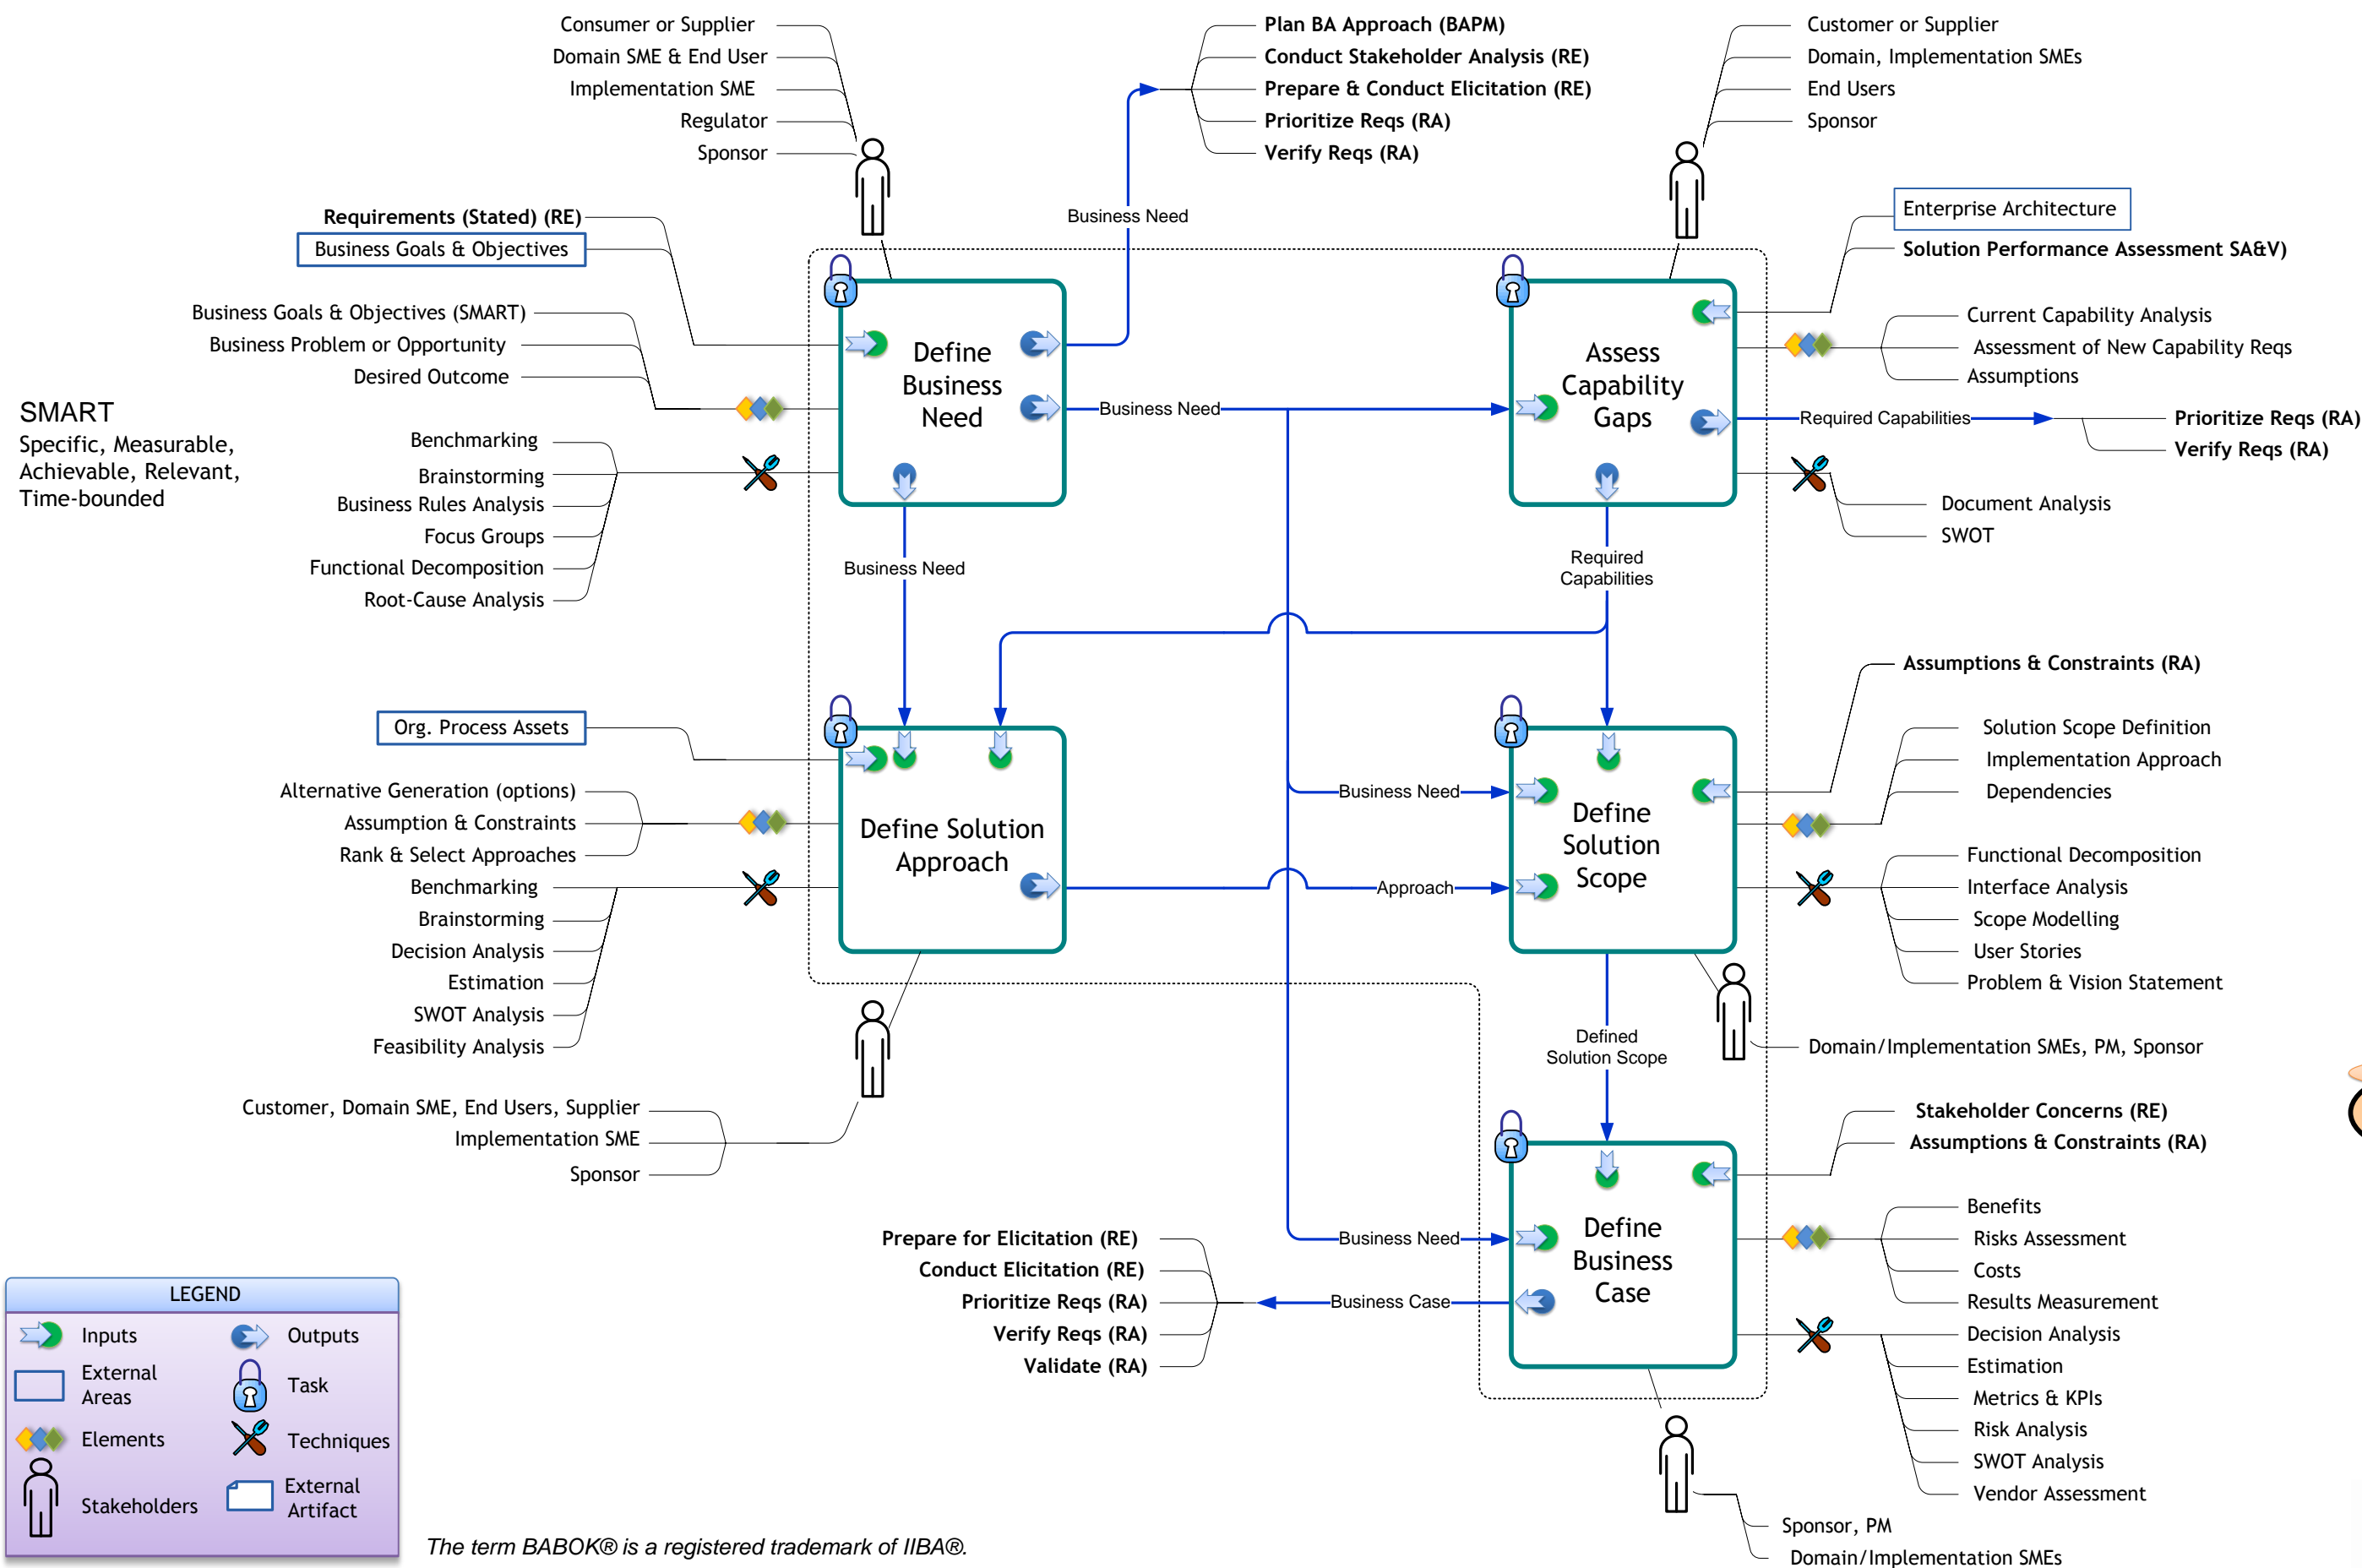 Consumer or Supplier
Domain SME & End User
Implementation SME
Regulator
Sponsor
Plan BA Approach (BAPM)
Conduct Stakeholder Analysis (RE)
Prepare & Conduct Elicitation (RE)
Prioritize Reqs (RA)
Verify Reqs (RA)
Customer or Supplier
Domain, Implementation SMEs
End Users
Sponsor
Requirements (Stated) (RE)
Business Goals & Objectives
Business Need
Enterprise Architecture
Solution Performance Assessment SA&V)
Business Goals & Objectives (SMART)
Business Problem or Opportunity
Desired Outcome
Define
Business
Need
Business Need
Assess
Capability
Gaps
Current Capability Analysis
Assessment of New Capability Reqs
Assumptions
Required Capabilities
Prioritize Reqs (RA)
Verify Reqs (RA)
SMART
Specific, Measurable,
Achievable, Relevant,
Time-bounded
Benchmarking
Brainstorming
Business Rules Analysis
Focus Groups
Functional Decomposition
Root-Cause Analysis
Document Analysis
SWOT
Business Need
Required
Capabilities
Org. Process Assets
Alternative Generation (options)
Assumption & Constraints
Rank & Select Approaches
Benchmarking
Brainstorming
Decision Analysis
Estimation
SWOT Analysis
Feasibility Analysis
Define Solution
Approach
Business Need
Approach
Define
Solution
Scope
Assumptions & Constraints (RA)
Solution Scope Definition
Implementation Approach
Dependencies
Functional Decomposition
Interface Analysis
Scope Modelling
User Stories
Problem & Vision Statement
Domain/Implementation SMEs, PM, Sponsor
Defined
Solution Scope
Customer, Domain SME, End Users, Supplier
Implementation SME
Sponsor
Stakeholder Concerns (RE)
Assumptions & Constraints (RA)
Prepare for Elicitation (RE)
Conduct Elicitation (RE)
Prioritize Reqs (RA)
Verify Reqs (RA)
Validate (RA)
Business Need
Business Case
Define
Business
Case
Benefits
Risks Assessment
Costs
Results Measurement
Decision Analysis
Estimation
Metrics & KPIs
Risk Analysis
SWOT Analysis
Vendor Assessment
Sponsor, PM
Domain/Implementation SMEs
LEGEND
Inputs
Outputs
External
Areas
Task
Elements
Techniques
Stakeholders
External
Artifact
The term BABOK® is a registered trademark of IIBA®.